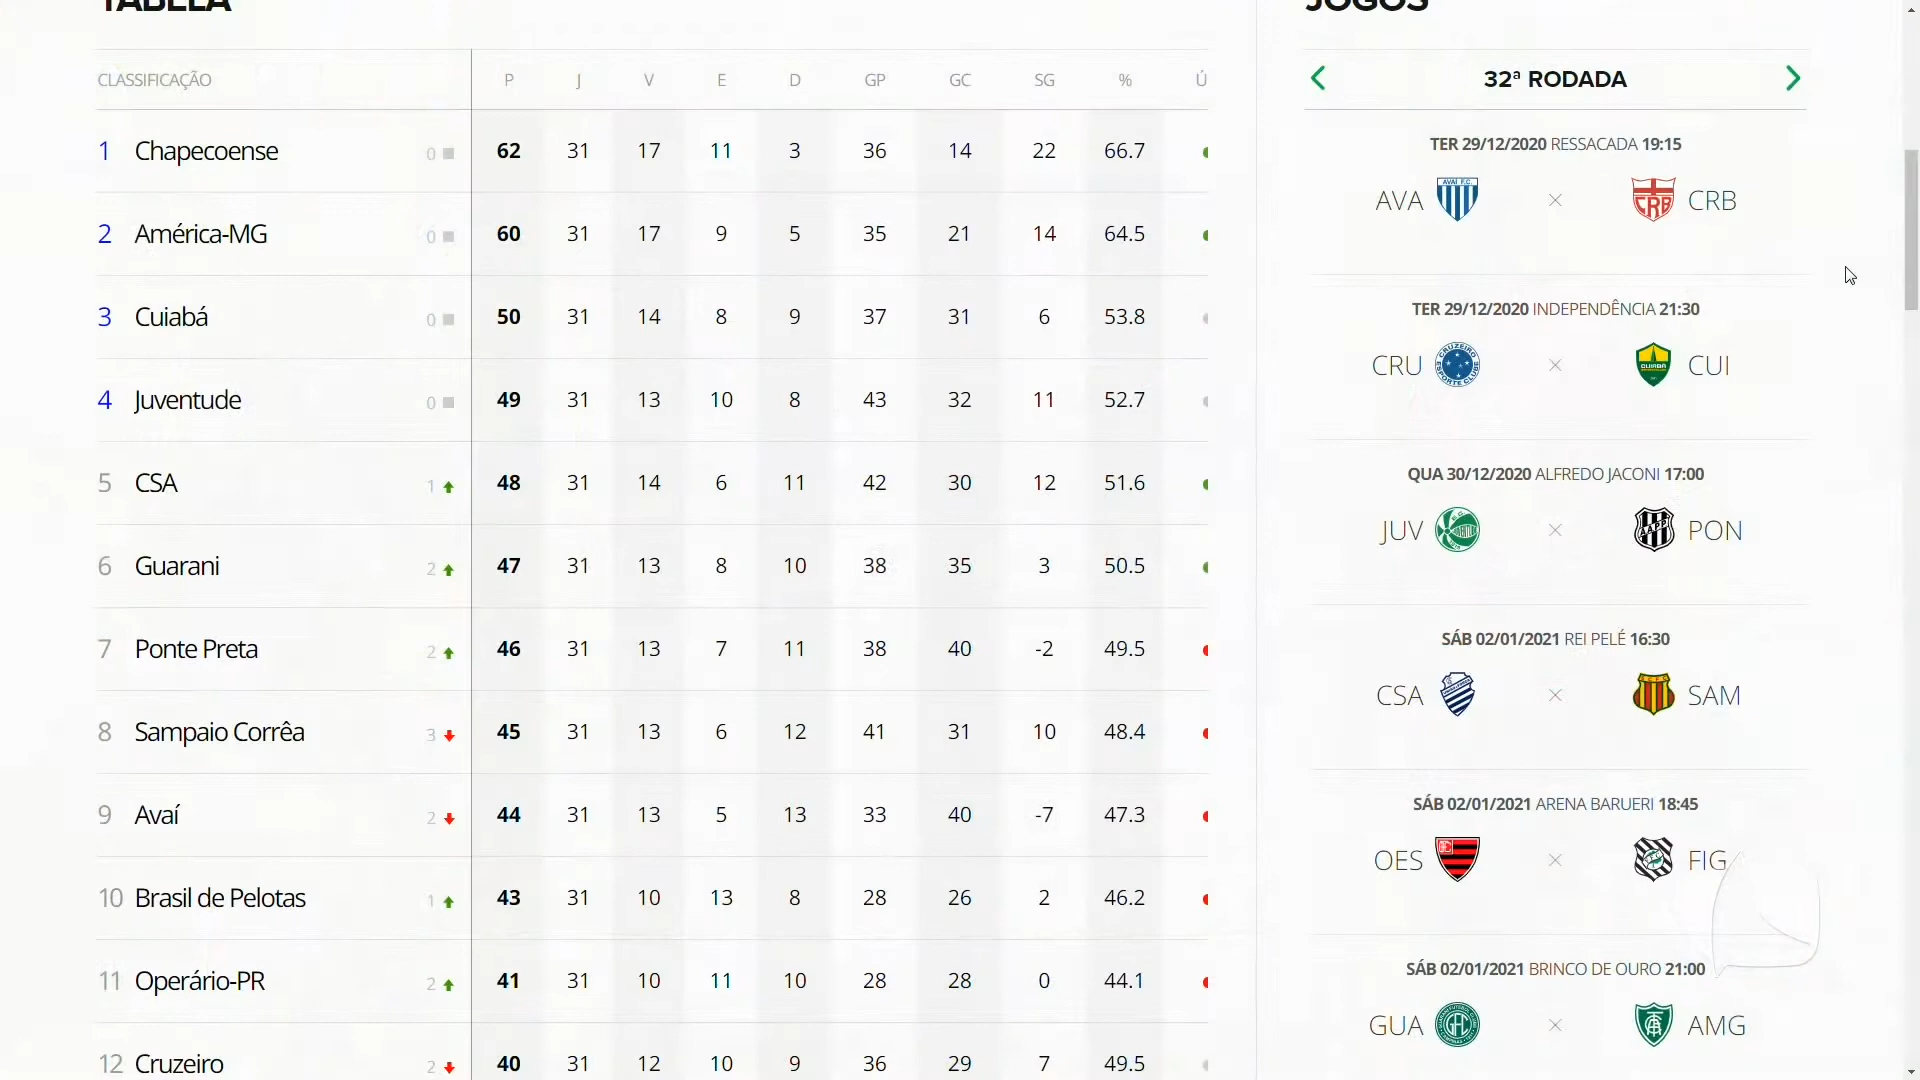 TABELA
CLASSIFICAÇÃO P J V E D GP GC SG % Ú
1 Chapecoense 0 62 31 17 11 3 36 14 22 66.7
2 América-MG 0 60 31 17 9 5 35 21 14 64.5
3 Cuiabá 0 50 31 14 8 9 37 31 6 53.8
4 Juventude 0 49 31 13 10 8 43 32 11 52.7
5 CSA 1 48 31 14 6 11 42 30 12 51.6
6 Guarani 2 47 31 13 8 10 38 35 3 50.5
7 Ponte Preta 2 46 31 13 7 11 38 40 -2 49.5
8 Sampaio Corrêa 3 45 31 13 6 12 41 31 10 48.4
9 Avaí 2 44 31 13 5 13 33 40 -7 47.3
10 Brasil de Pelotas 1 43 31 10 13 8 28 26 2 46.2
11 Operário-PR 2 41 31 10 11 10 28 28 0 44.1
12 Cruzeiro 2 40 31 12 10 9 36 29 7 49.5
JOGOS
32ª RODADA
TER 29/12/2020 RESSACADA 19:15
AVA × CRB
TER 29/12/2020 INDEPENDÊNCIA 21:30
CRU × CUI
QUA 30/12/2020 ALFREDO JACONI 17:00
JUV × PON
SÁB 02/01/2021 REI PELÉ 16:30
CSA × SAM
SÁB 02/01/2021 ARENA BARUERI 18:45
OES × FIG
SÁB 02/01/2021 BRINCO DE OURO 21:00
GUA × AMG